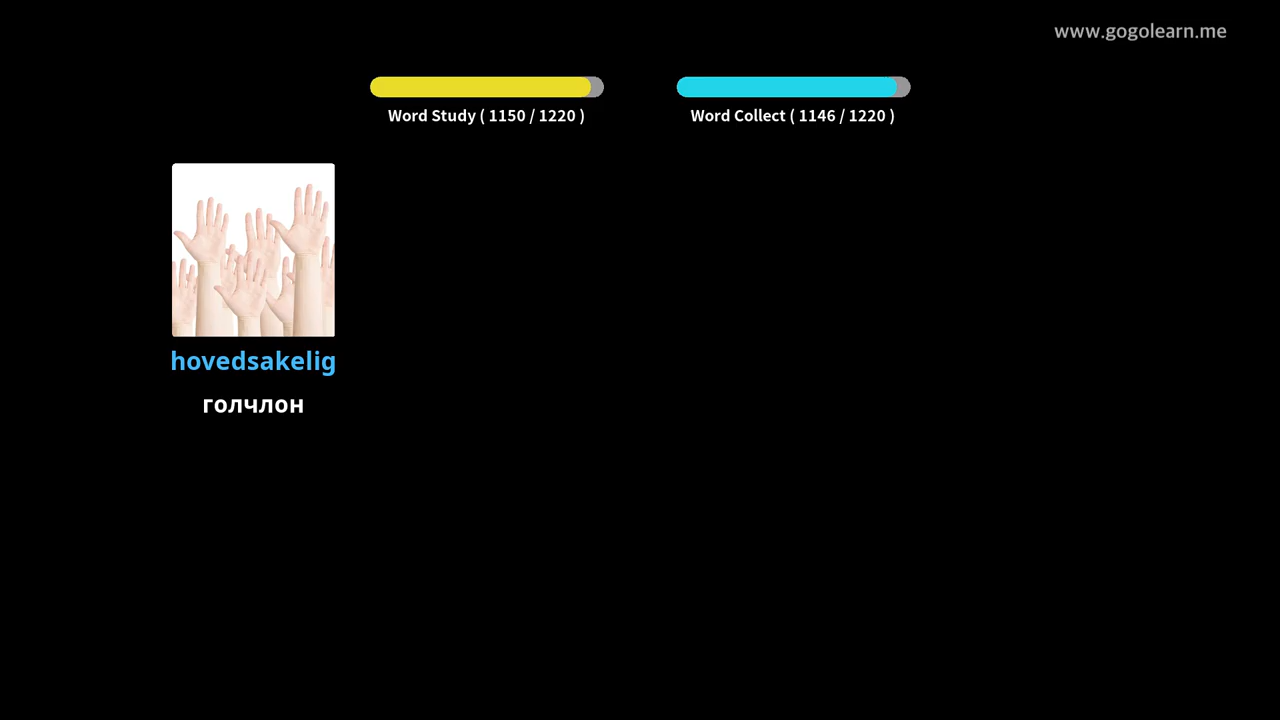 www.gogolearn.me
Word Study ( 1150 / 1220 )
Word Collect ( 1146 / 1220 )
hovedsakelig
голчлон